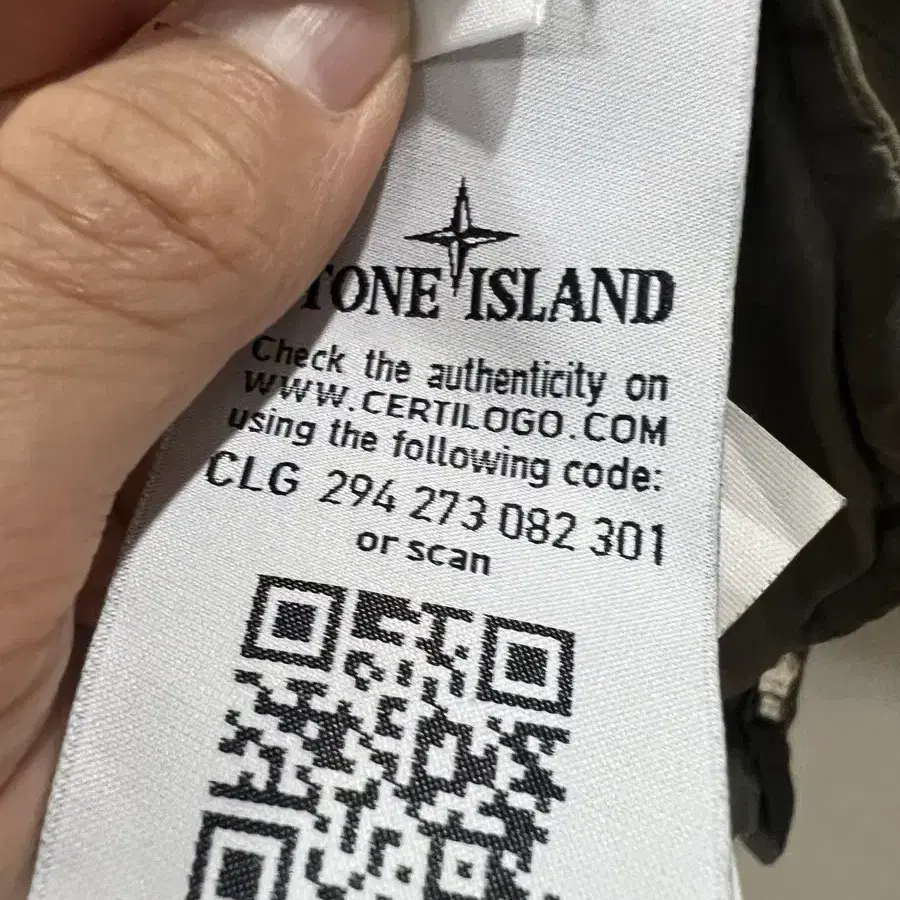 TONE ISLAND
Check the authenticity on
WWW.CERTILOGO.COM
using the following code:
CLG 294 273 082 301
or scan